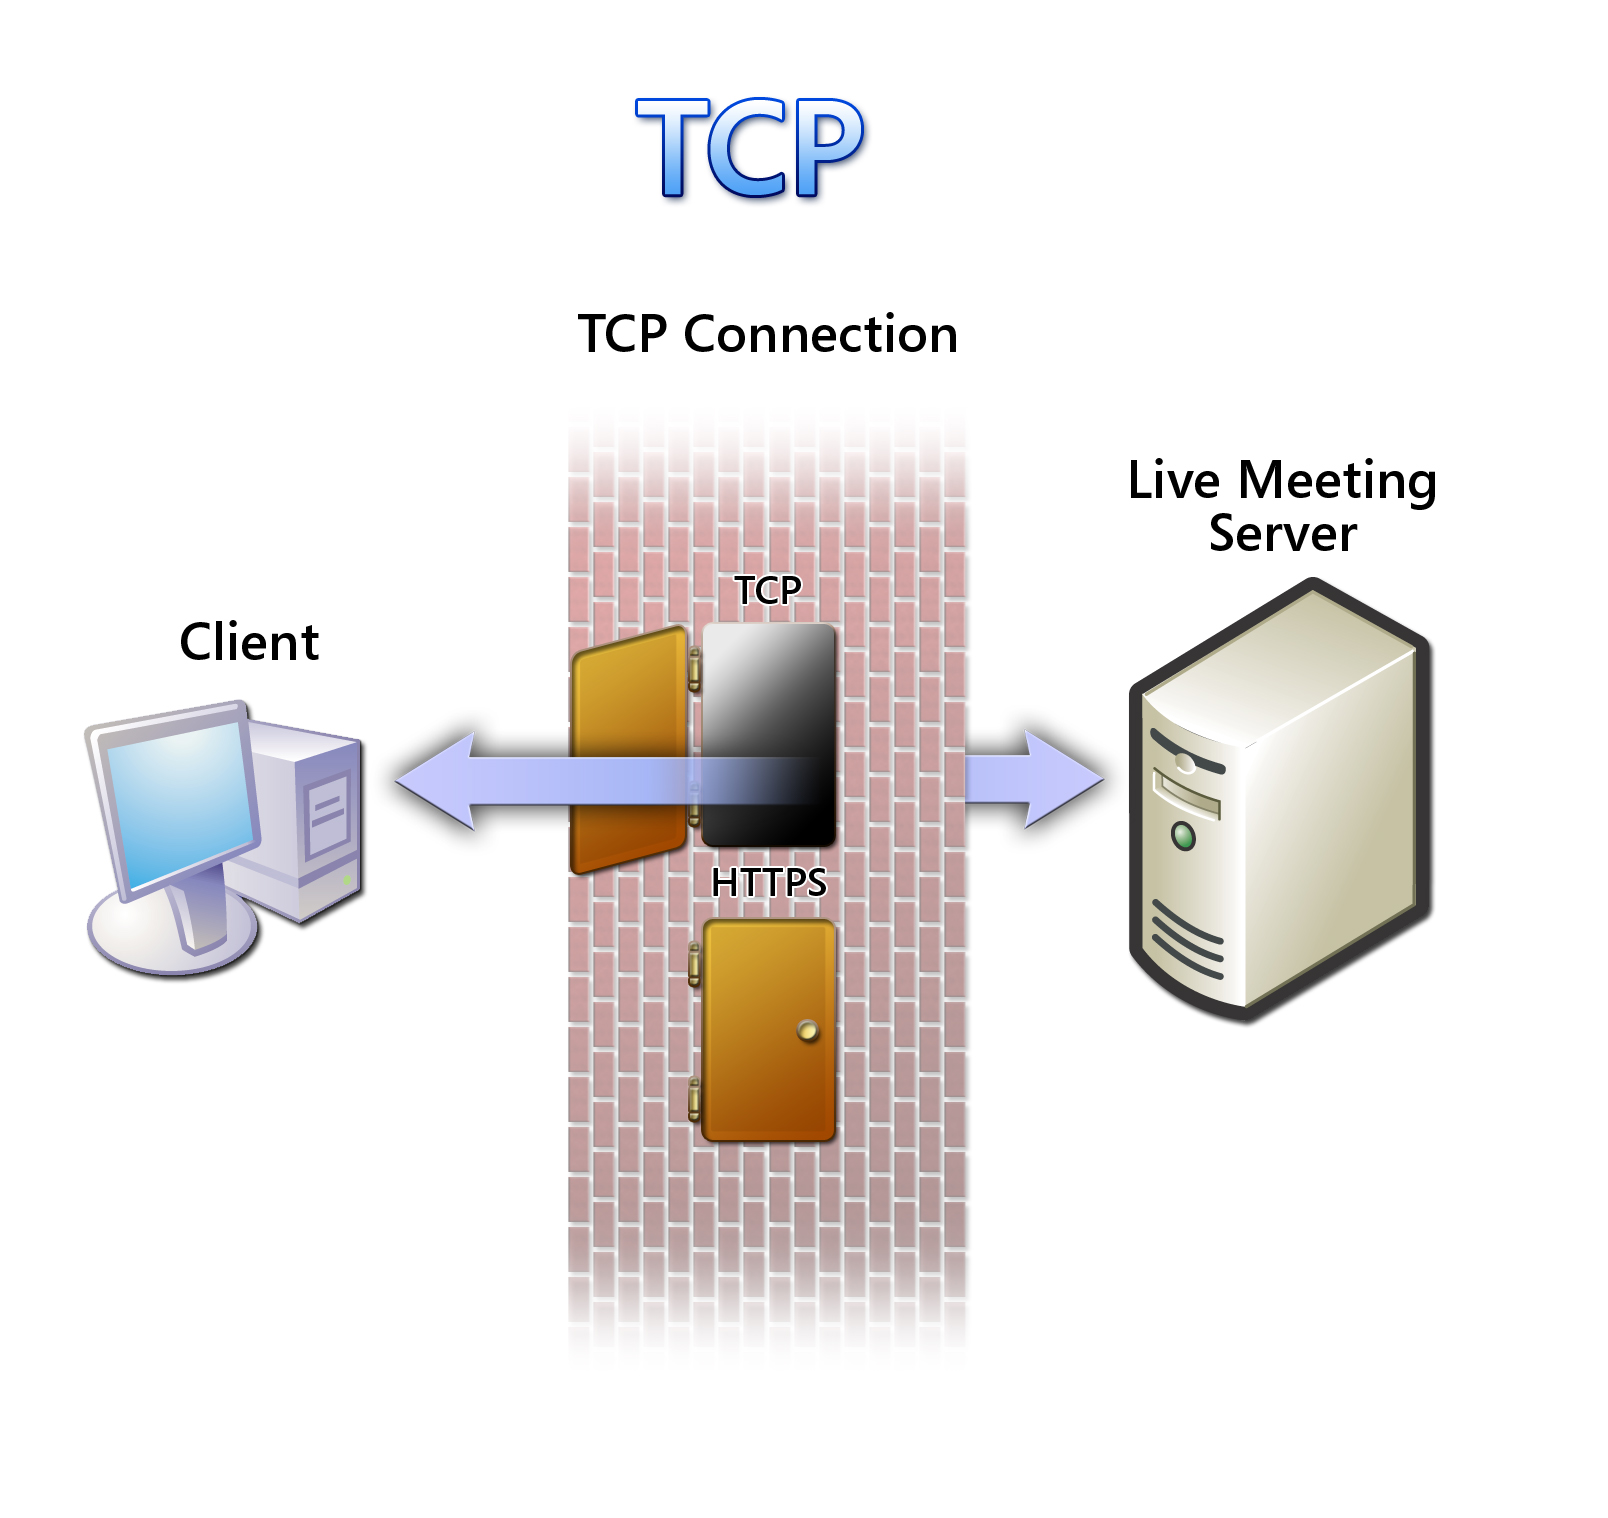 TCP
TCP Connection
Live Meeting
Server
Client
TCP
HTTPS